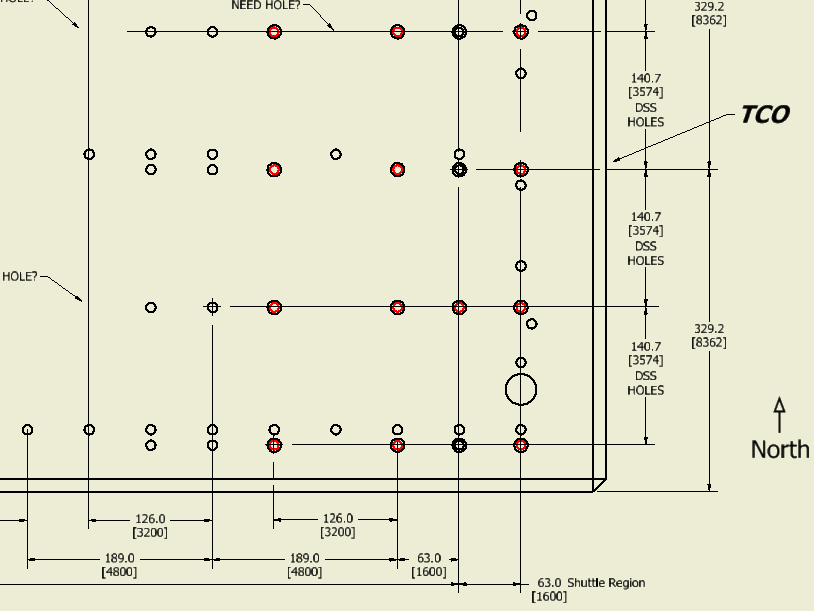 HOLE?
NEED HOLE?
329.2
[8362]
140.7
[3574]
DSS
HOLES
TCO
140.7
[3574]
DSS
HOLES
HOLE?
329.2
[8362]
140.7
[3574]
DSS
HOLES
North
126.0
[3200]
126.0
[3200]
189.0
[4800]
189.0
[4800]
63.0
[1600]
63.0 Shuttle Region
[1600]